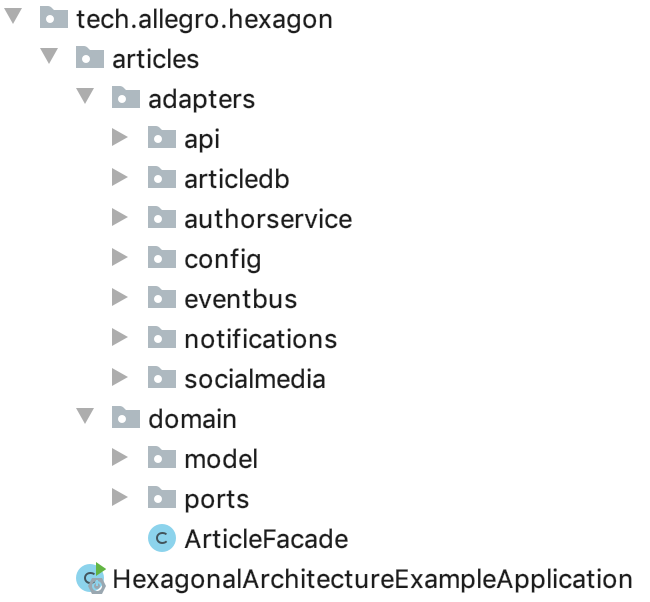 tech.allegro.hexagon
articles
adapters
api
articledb
authorservice
config
eventbus
notifications
socialmedia
domain
model
ports
C ArticleFacade
C HexagonalArchitectureExampleApplication